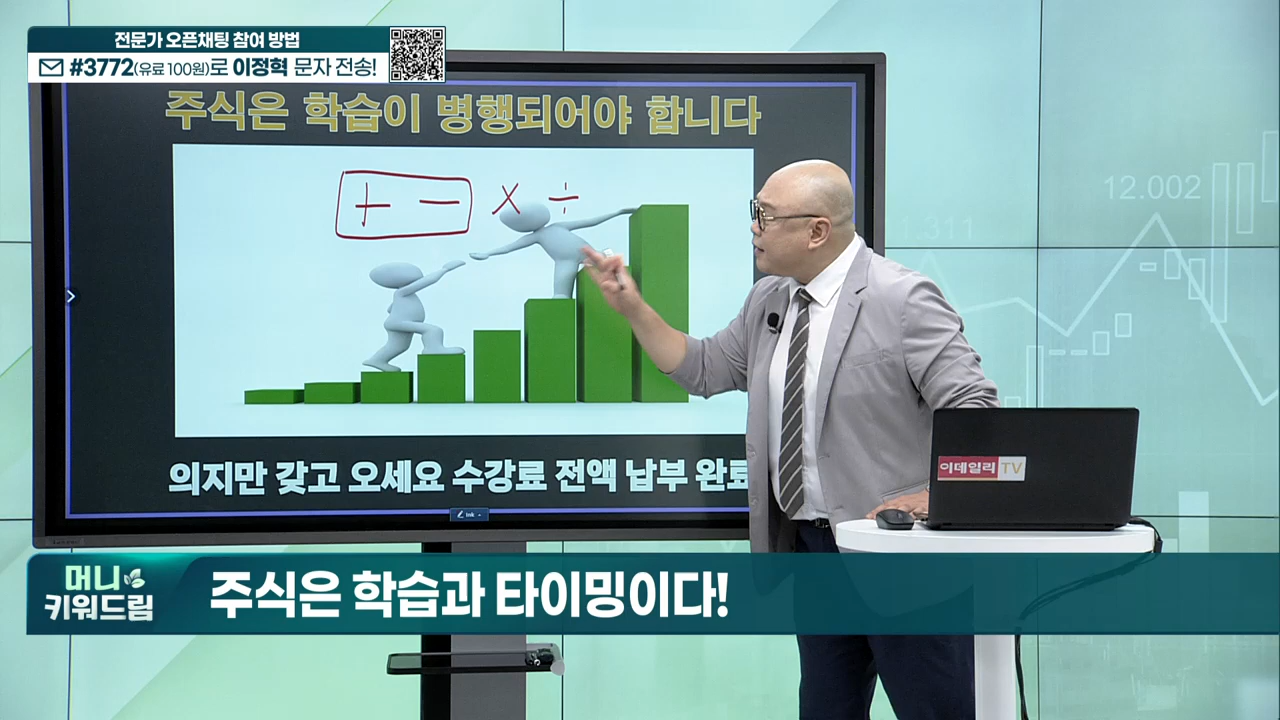 전문가 오픈채팅 참여 방법
#3772(유료 100원)로 이정혁 문자 전송!
주식은 학습이 병행되어야 합니다
+ - × ÷
12.002
1.311
의지만 갖고 오세요 수강료 전액 납부 완료
Ink
이데일리 TV
머니
키워드림
주식은 학습과 타이밍이다!